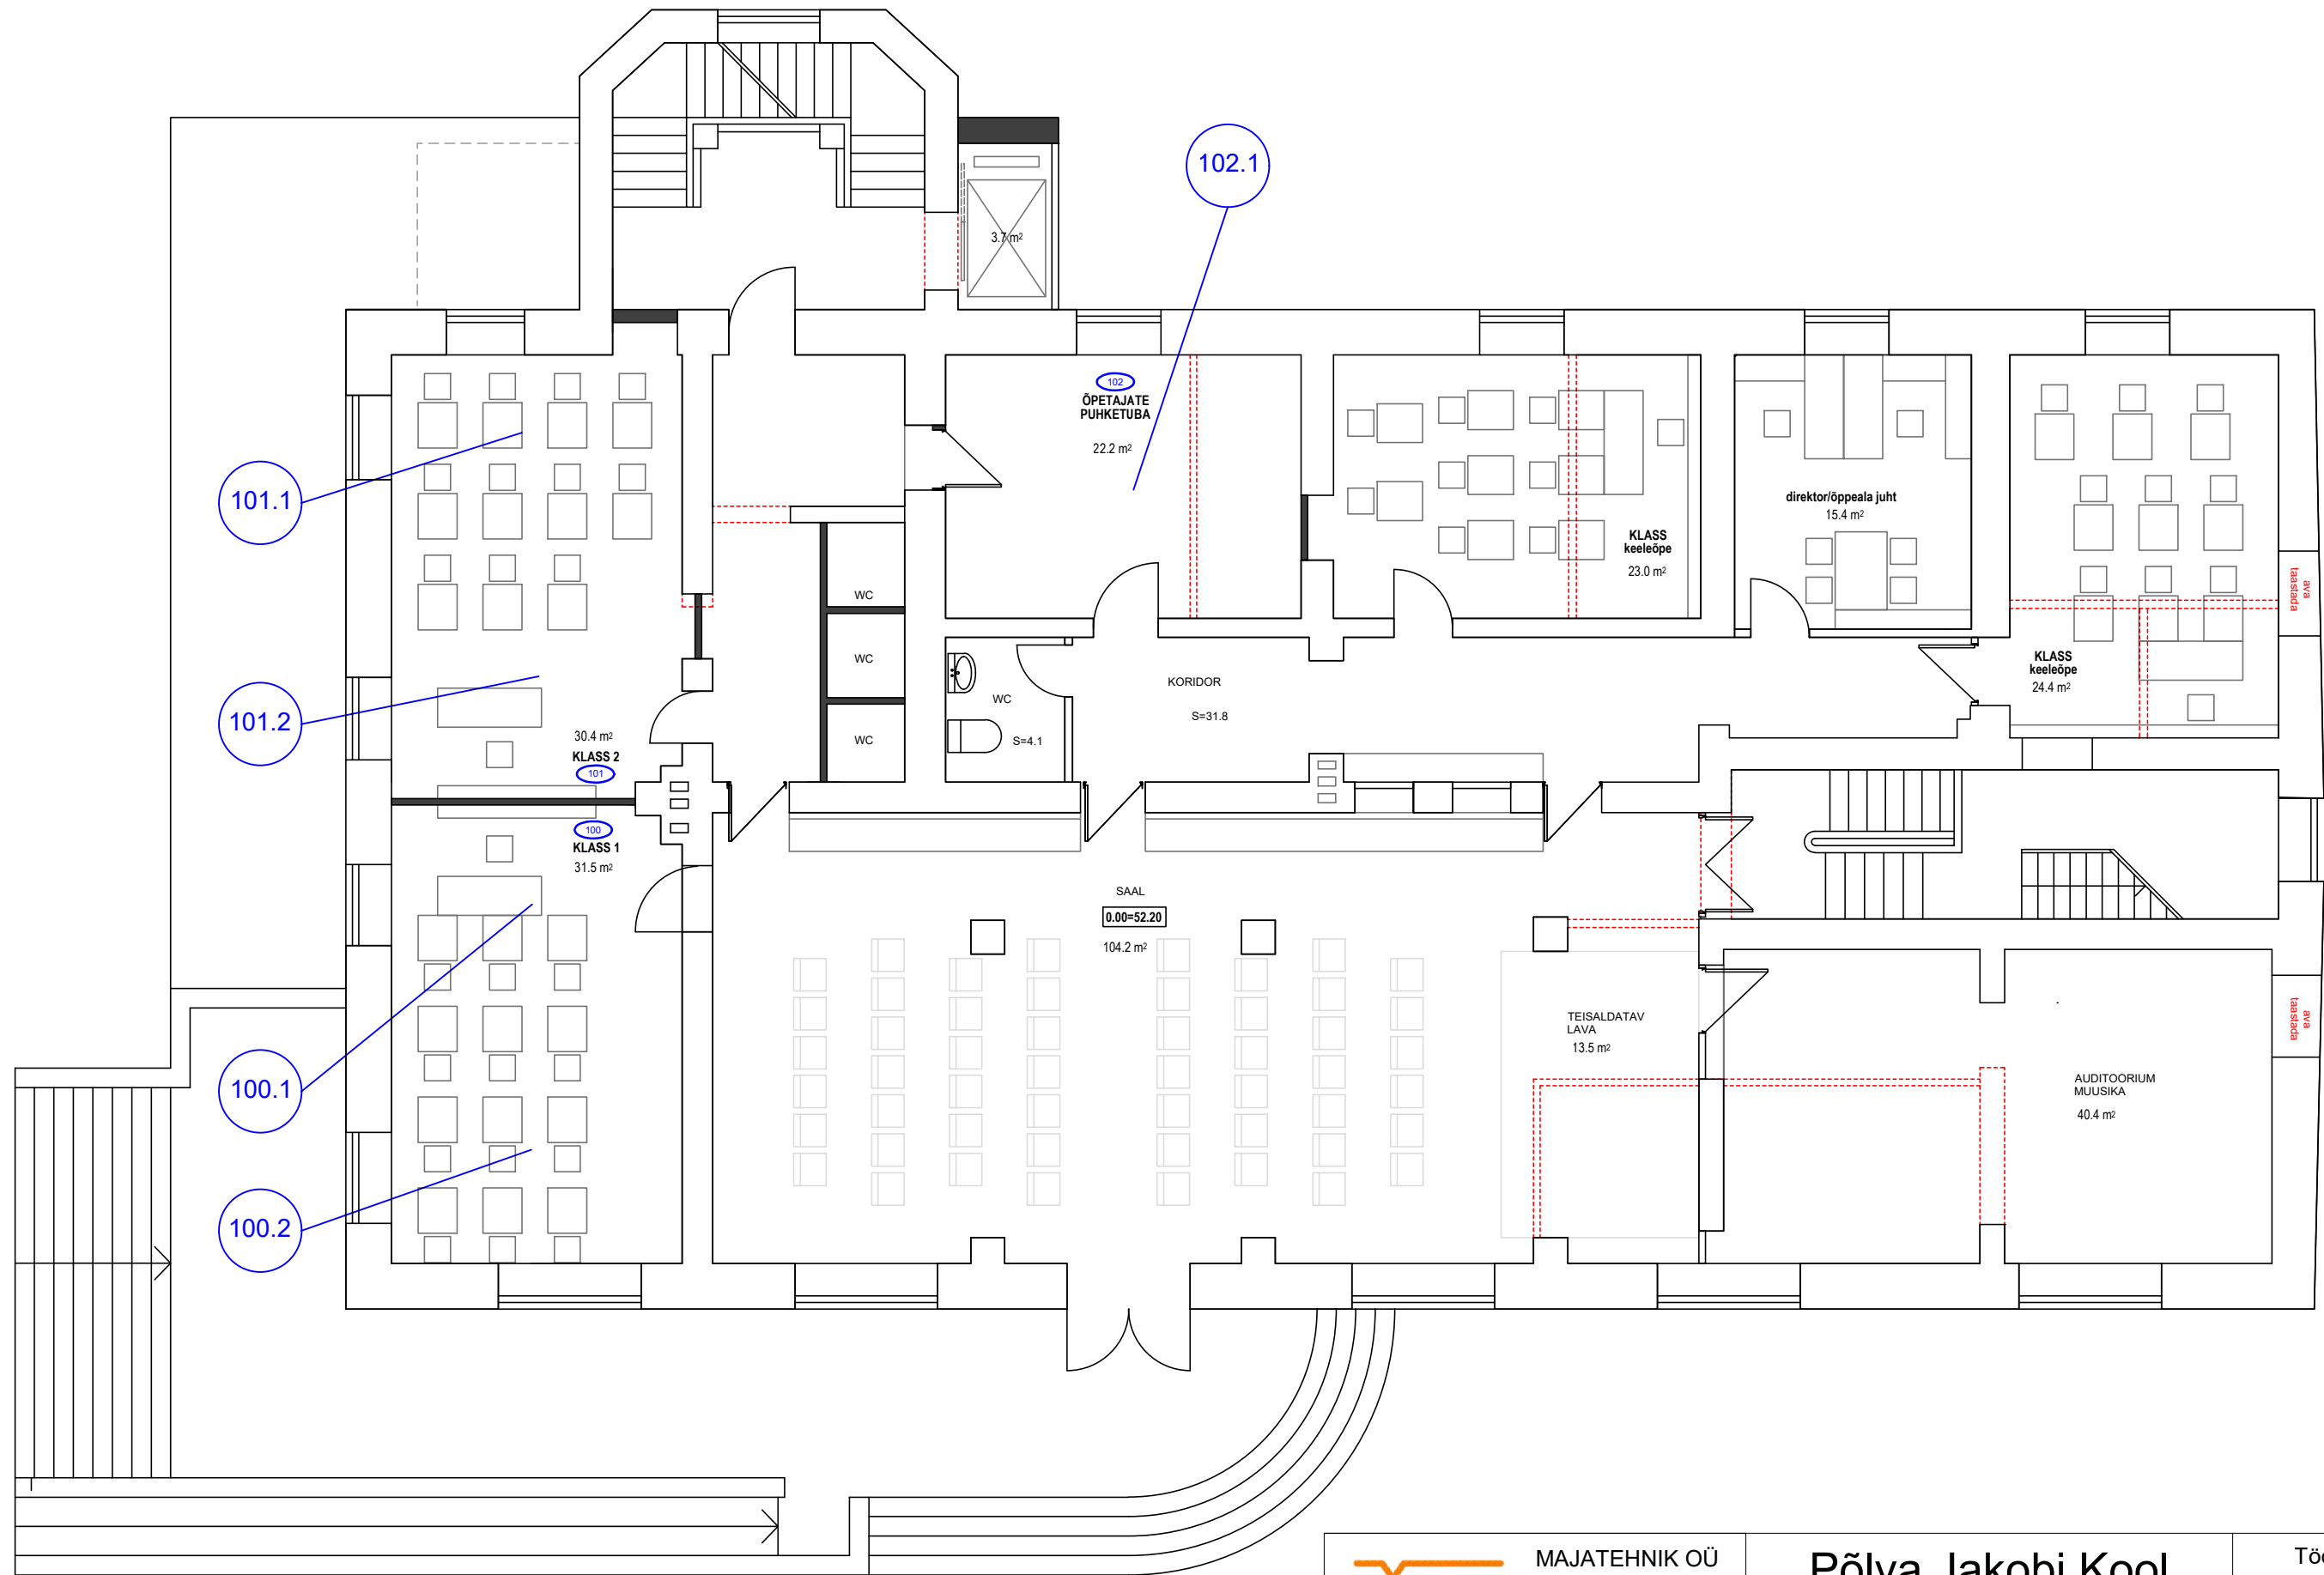 102.1
3.7 m²
102
ÕPETAJATE
PUHKETUBA
22.2 m²
101.1
direktor/õppeala juht
15.4 m²
KLASS
keeleõpe
23.0 m²
ava
taastada
WC
WC
WC
KLASS
keeleõpe
24.4 m²
KORIDOR
S=31.8
WC
S=4.1
101.2
30.4 m²
KLASS 2
101
100
KLASS 1
31.5 m²
SAAL
0.00=52.20
104.2 m²
TEISALDATAV
LAVA
13.5 m²
ava
taastada
AUDITOORIUM
MUUSIKA
40.4 m²
100.1
100.2
MAJATEHNIK OÜ